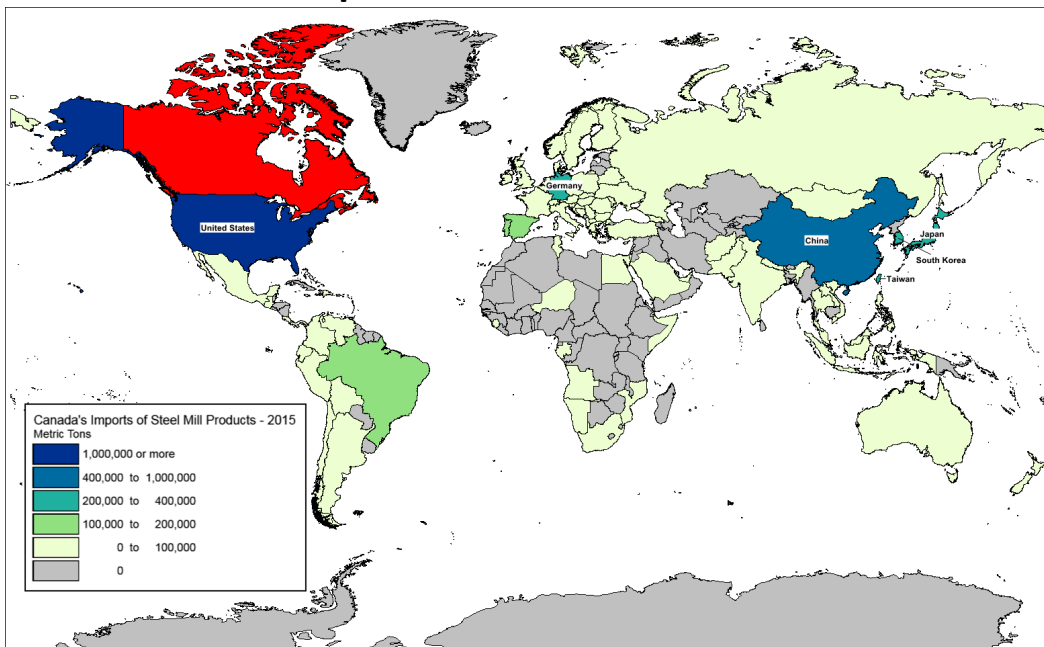 Germany
United States
China
Japan
South Korea
Taiwan
Canada's Imports of Steel Mill Products - 2015
Metric Tons
1,000,000 or more
400,000 to 1,000,000
200,000 to 400,000
100,000 to 200,000
0 to 100,000
0